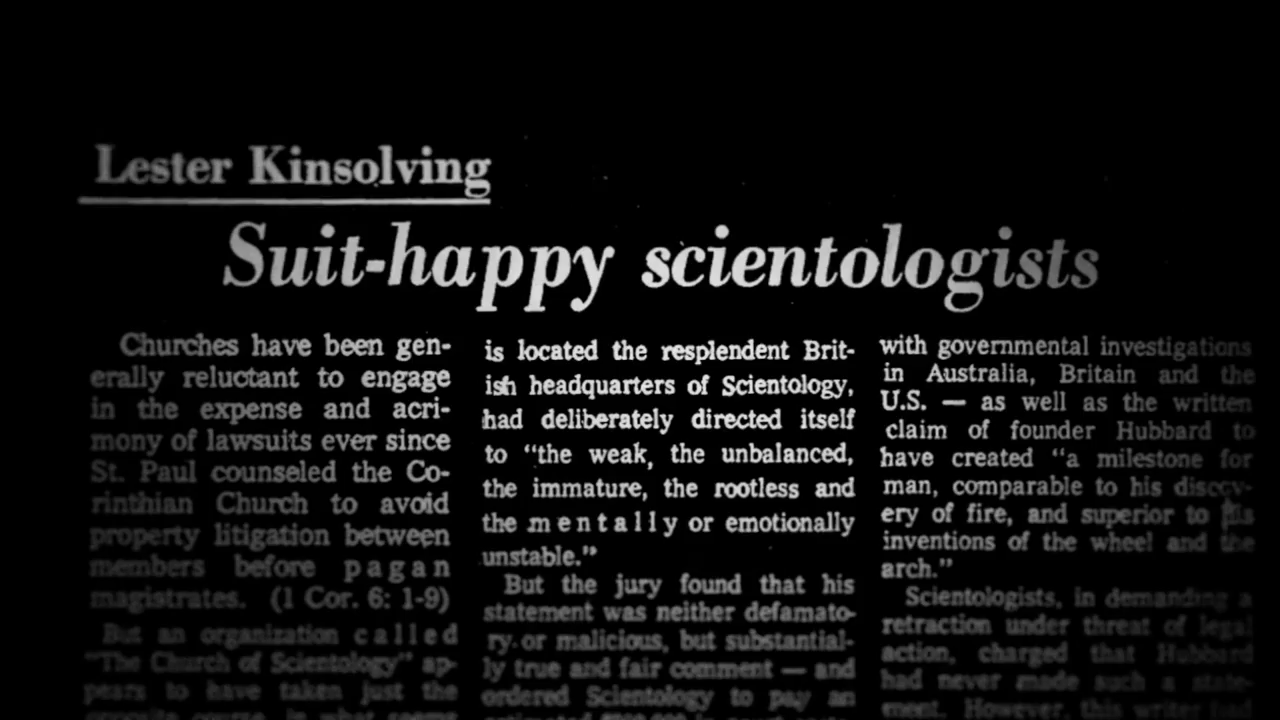 Lester Kinsolving
Suit-happy scientologists
Churches have been gen-
erally reluctant to engage
in the expense and acri-
mony of lawsuits ever since
St. Paul counseled the Co-
rinthian Church to avoid
property litigation between
members before pagan
magistrates. (1 Cor. 6: 1-9)
But an organization called
"The Church of Scientology" ap-
pears to have taken just the
opposite course, in what seems
is located the resplendent Brit-
ish headquarters of Scientology,
had deliberately directed itself
to "the weak, the unbalanced,
the immature, the rootless and
the mentally or emotionally
unstable."
But the jury found that his
statement was neither defamato-
ry or malicious, but substantial-
ly true and fair comment — and
ordered Scientology to pay an
estimated in court costs
with governmental investigations
in Australia, Britain and the
U.S. — as well as the written
claim of founder Hubbard to
have created "a milestone for
man, comparable to his discov-
ery of fire, and superior to his
inventions of the wheel and the
arch."
Scientologists, in demanding a
retraction under threat of legal
action, charged that Hubbard
had never made such a state-
ment. However, this writer had